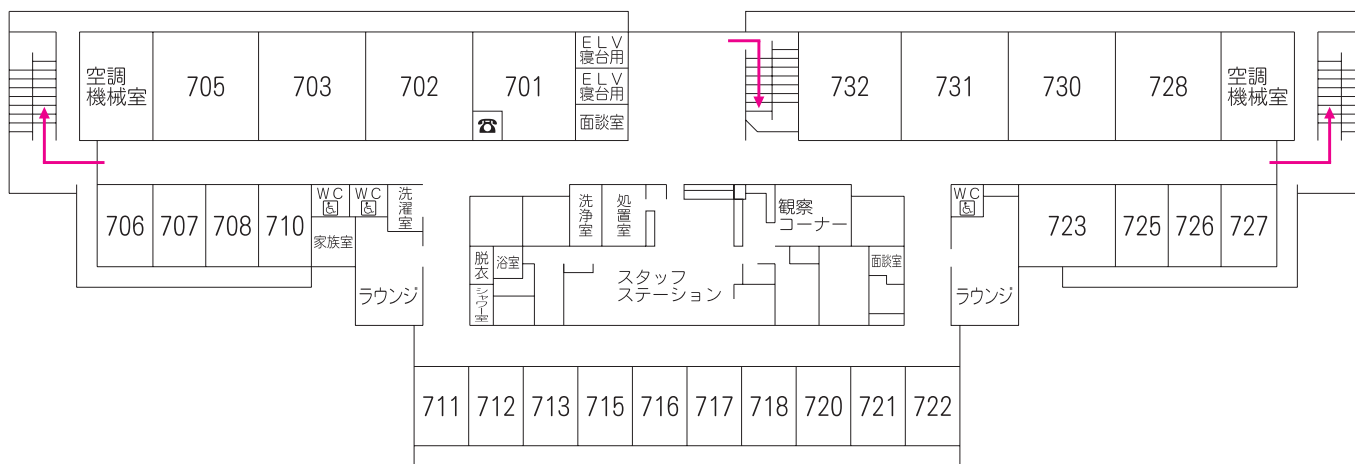 空調
機械室
705
703
702
701
ELV
寝台用
ELV
寝台用
面談室
732
731
730
728
空調
機械室
706
707
708
710
WC
WC
洗濯室
家族室
ラウンジ
洗浄室
処置室
観察
コーナー
脱衣
浴室
シャワー室
スタッフ
ステーション
面談室
WC
ラウンジ
723
725
726
727
711
712
713
715
716
717
718
720
721
722